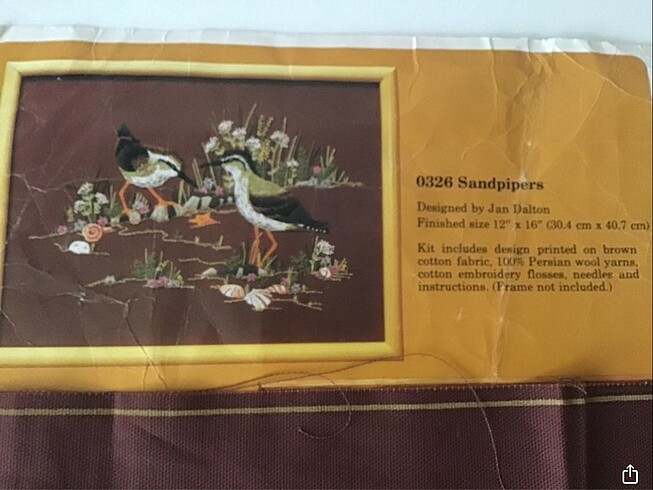 0326 Sandpipers
Designed by Jan Dalton
Finished size 12" x 16" (30.4 cm x 40.7 cm)
Kit includes design printed on brown
cotton fabric, 100% Persian wool yarns,
cotton embroidery flosses, needles and
instructions. (Frame not included.)